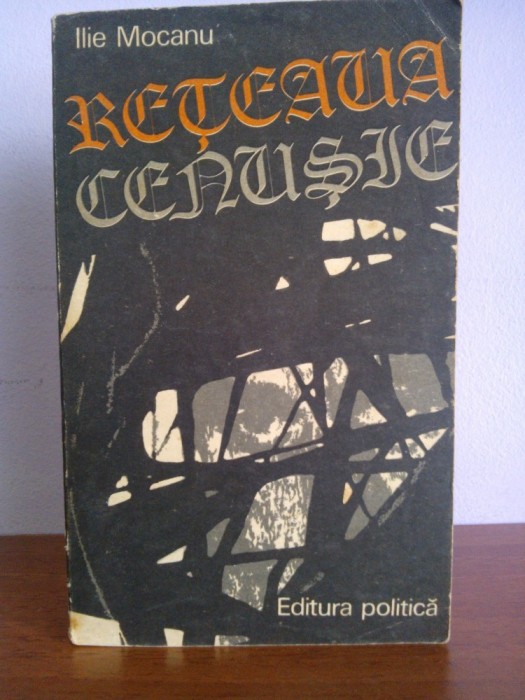 Ilie Mocanu
REȚEAUA
CENUȘIE
Editura politică